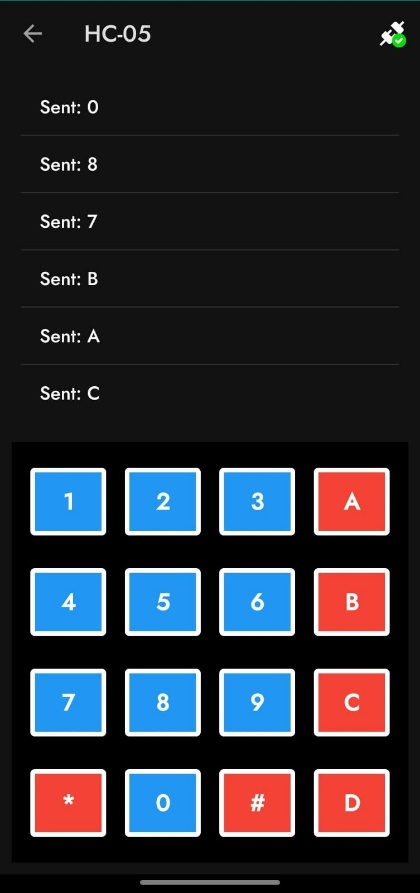 HC-05
Sent: 0
Sent: 8
Sent: 7
Sent: B
Sent: A
Sent: C
1 2 3 A
4 5 6 B
7 8 9 C
* 0 # D